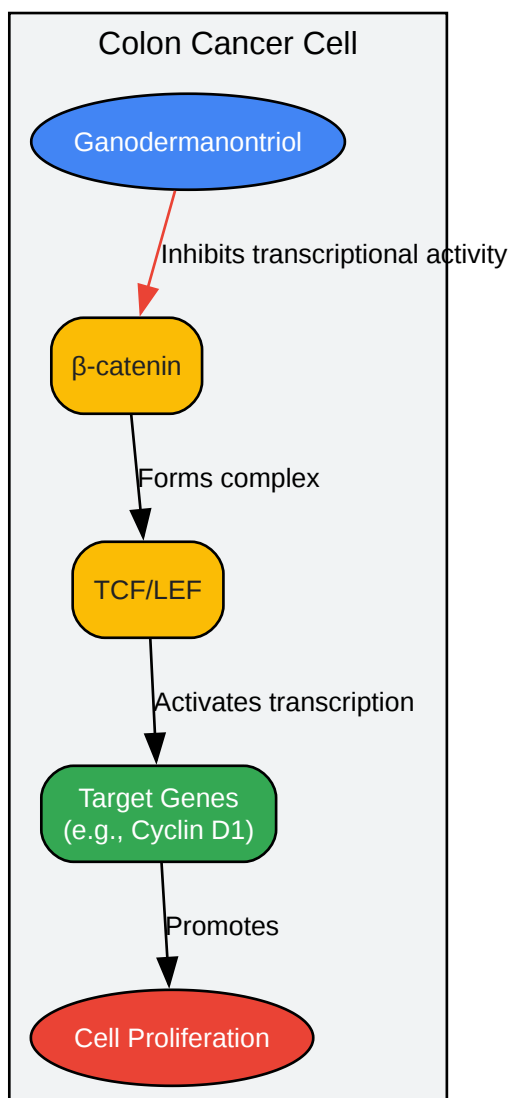 Colon Cancer Cell
Ganodermanontriol
Inhibits transcriptional activity
β-catenin
Forms complex
TCF/LEF
Activates transcription
Target Genes
(e.g., Cyclin D1)
Promotes
Cell Proliferation